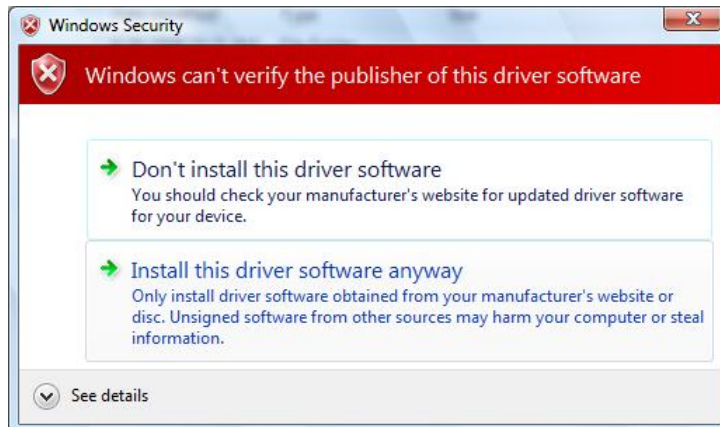 Windows Security
Windows can't verify the publisher of this driver software
Don't install this driver software
You should check your manufacturer's website for updated driver software
for your device.
Install this driver software anyway
Only install driver software obtained from your manufacturer's website or
disc. Unsigned software from other sources may harm your computer or steal
information.
See details